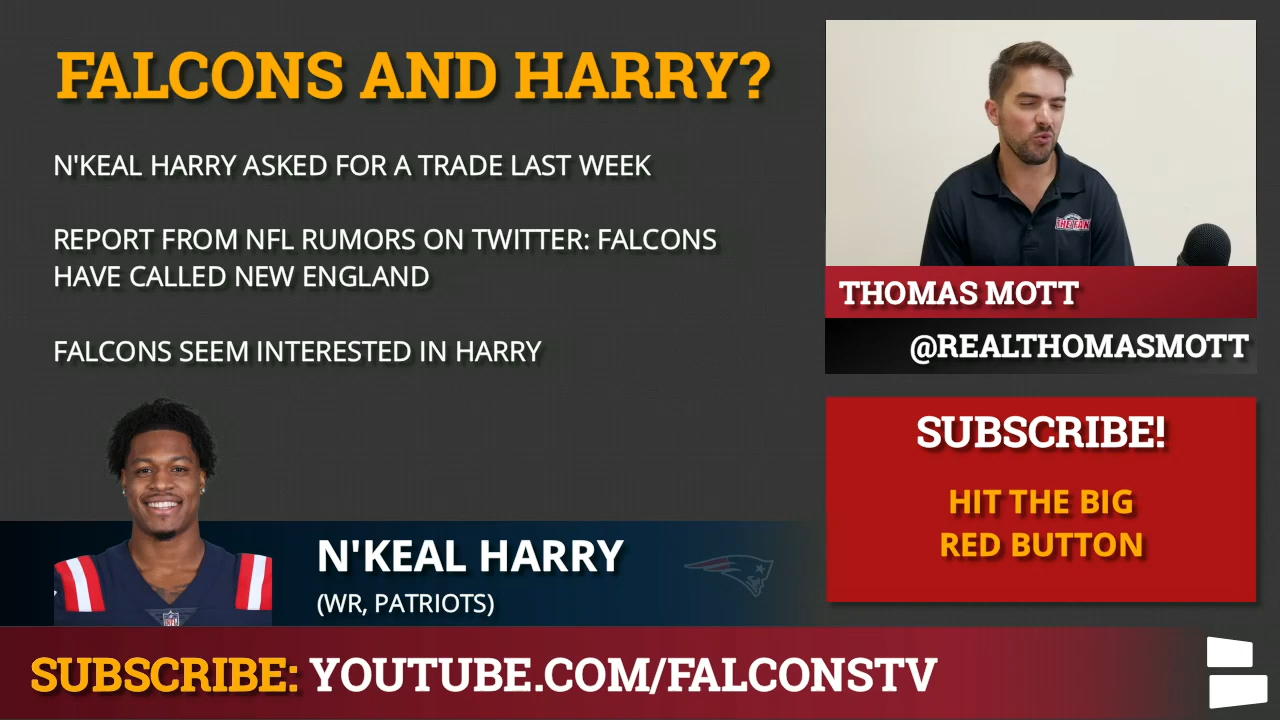 FALCONS AND HARRY?
N'KEAL HARRY ASKED FOR A TRADE LAST WEEK
REPORT FROM NFL RUMORS ON TWITTER: FALCONS
HAVE CALLED NEW ENGLAND
FALCONS SEEM INTERESTED IN HARRY
N'KEAL HARRY
(WR, PATRIOTS)
THE FAN
THOMAS MOTT
@REALTHOMASMOTT
SUBSCRIBE!
HIT THE BIG
RED BUTTON
SUBSCRIBE: YOUTUBE.COM/FALCONSTV